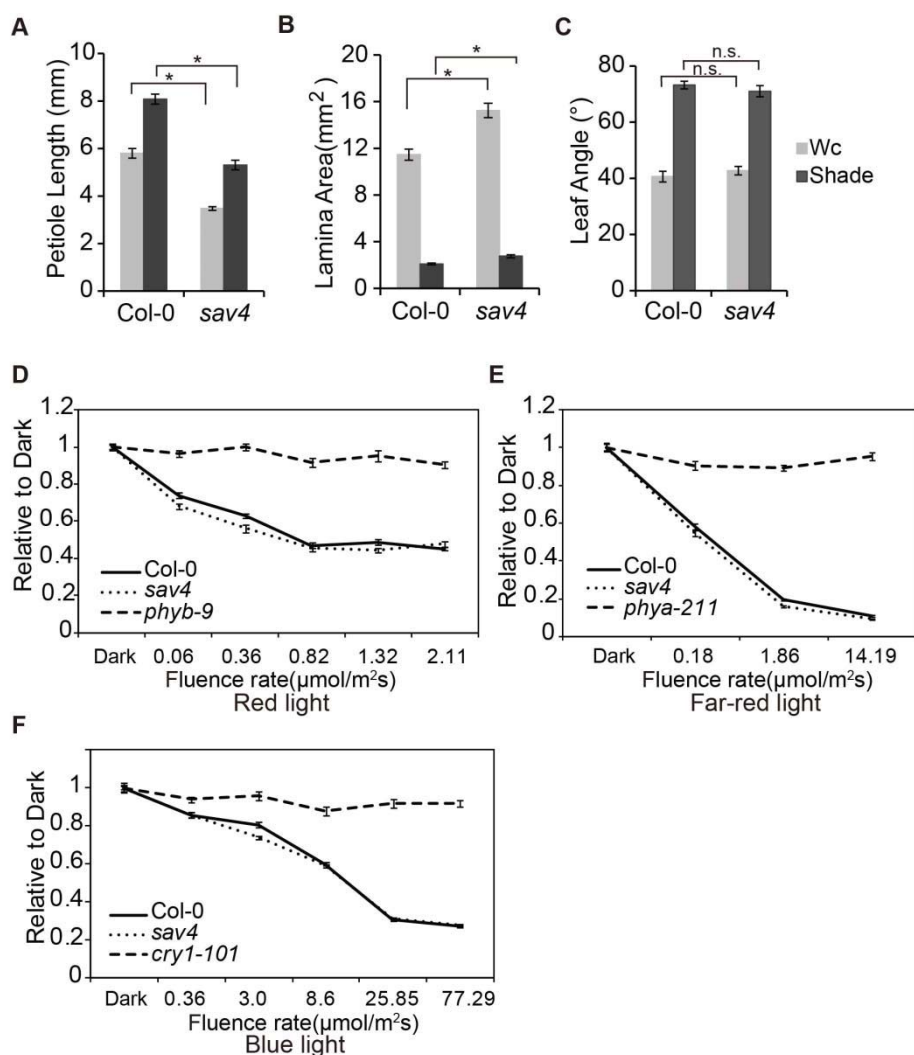 A
Petiole Length (mm)
8
6
4
2
0
*
*
Col-0 sav4
B
Lamina Area(mm²)
20
16
12
8
4
0
*
*
Col-0 sav4
C
Leaf Angle (°)
80
60
40
20
0
n.s.
n.s.
Col-0 sav4
Wc
Shade
D
Relative to Dark
1.2
1
0.8
0.6
0.4
0.2
0
Col-0
sav4
phyb-9
Dark 0.06 0.36 0.82 1.32 2.11
Fluence rate(µmol/m²s)
Red light
E
Relative to Dark
1.2
1
0.8
0.6
0.4
0.2
0
Col-0
sav4
phya-211
Dark 0.18 1.86 14.19
Fluence rate(µmol/m²s)
Far-red light
F
Relative to Dark
1
0.8
0.6
0.4
0.2
0
Col-0
sav4
cry1-101
Dark 0.36 3.0 8.6 25.85 77.29
Fluence rate(µmol/m²s)
Blue light